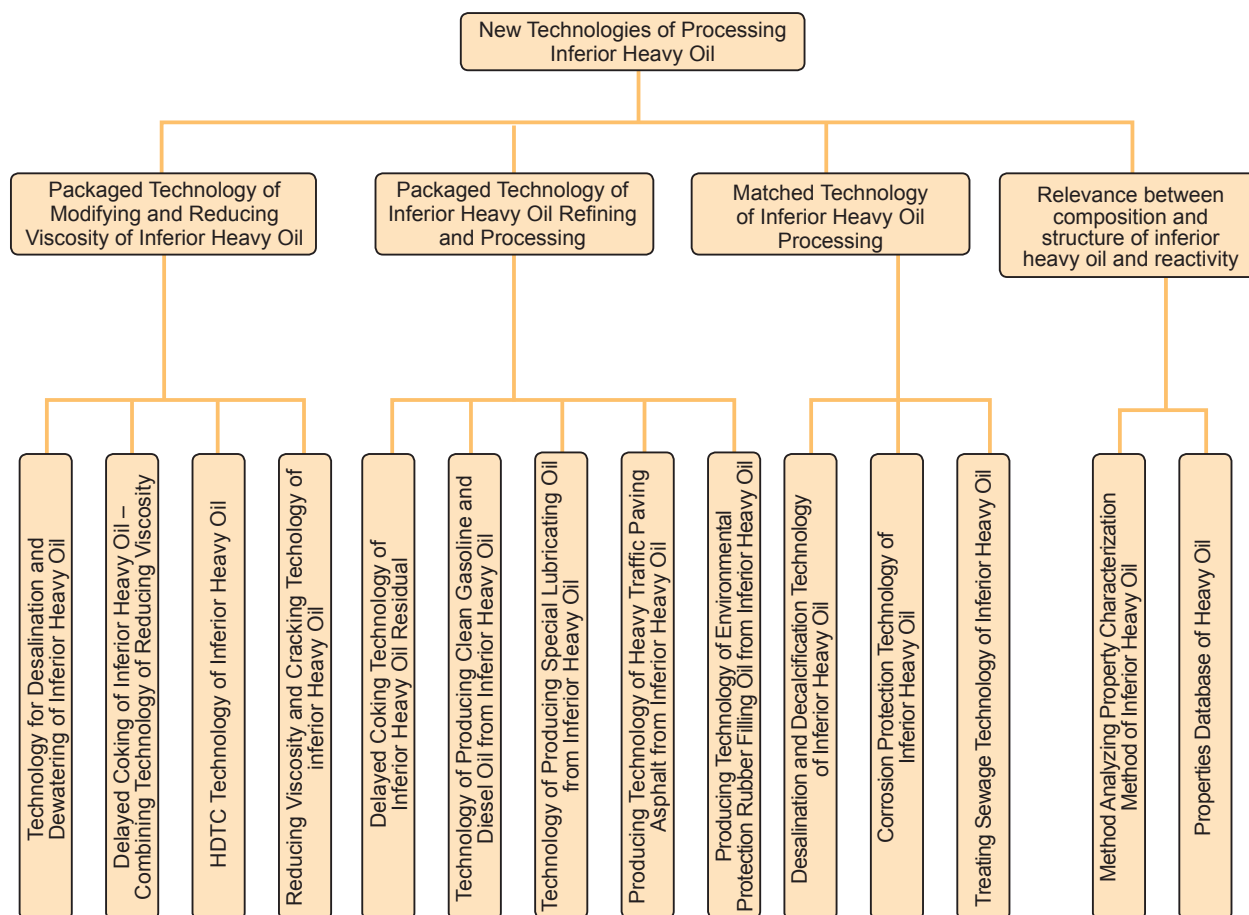 New Technologies of Processing
Inferior Heavy Oil
Packaged Technology of
Modifying and Reducing
Viscosity of Inferior Heavy Oil
Packaged Technology of
Inferior Heavy Oil Refining
and Processing
Matched Technology
of Inferior Heavy Oil
Processing
Relevance between
composition and
structure of inferior
heavy oil and reactivity
Technology for Desalination and
Dewatering of Inferior Heavy Oil
Delayed Coking of Inferior Heavy Oil –
Combining Technology of Reducing Viscosity
HDTC Technology of Inferior Heavy Oil
Reducing Viscosity and Cracking Techology of
inferior Heavy Oil
Delayed Coking Technology of
Inferior Heavy Oil Residual
Technology of Producing Clean Gasoline and
Diesel Oil from Inferior Heavy Oil
Technology of Producing Special Lubricating Oil
from Inferior Heavy Oil
Producing Technology of Heavy Traffic Paving
Asphalt from Inferior Heavy Oil
Producing Technology of Environmental
Protection Rubber Filling Oil from Inferior Heavy Oil
Desalination and Decalcification Technology
of Inferior Heavy Oil
Corrosion Protection Technology of
Inferior Heavy Oil
Treating Sewage Technology of Inferior Heavy Oil
Method Analyzing Property Characterization
Method of Inferior Heavy Oil
Properties Database of Heavy Oil